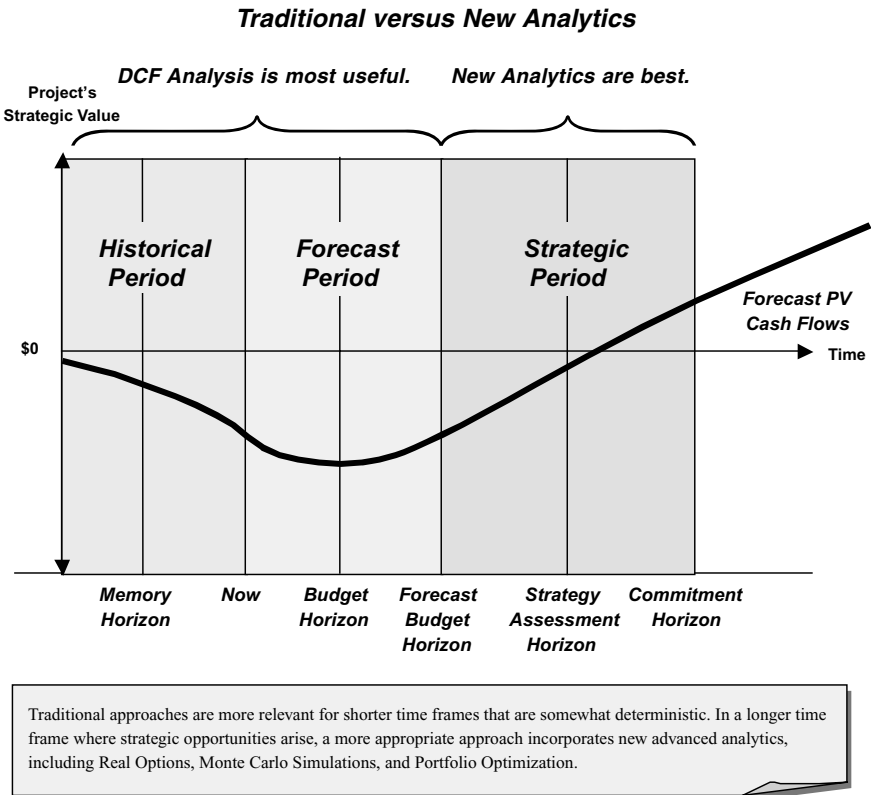 Traditional versus New Analytics
DCF Analysis is most useful.
New Analytics are best.
Project's
Strategic Value
Historical
Period
Forecast
Period
Strategic
Period
Forecast PV
Cash Flows
$0
Time
Memory
Horizon
Now
Budget
Horizon
Forecast
Budget
Horizon
Strategy
Assessment
Horizon
Commitment
Horizon
Traditional approaches are more relevant for shorter time frames that are somewhat deterministic. In a longer time
frame where strategic opportunities arise, a more appropriate approach incorporates new advanced analytics,
including Real Options, Monte Carlo Simulations, and Portfolio Optimization.